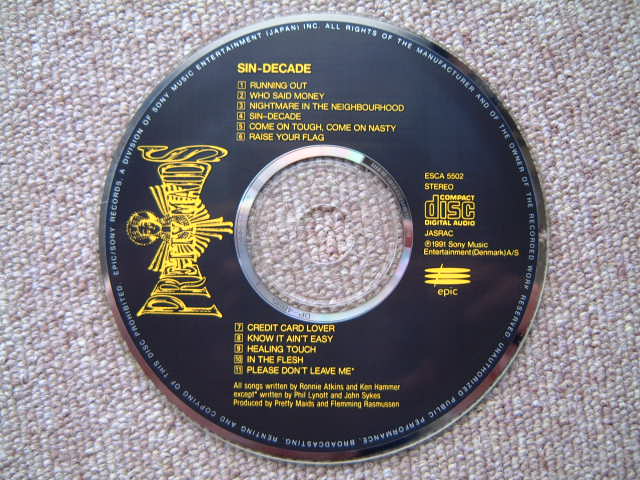 SIN-DECADE
1 RUNNING OUT
2 WHO SAID MONEY
3 NIGHTMARE IN THE NEIGHBOURHOOD
4 SIN-DECADE
5 COME ON TOUGH, COME ON NASTY
6 RAISE YOUR FLAG
ESCA 5502
STEREO
COMPACT
disc
DIGITAL AUDIO
JASRAC
Ⓟ1991 Sony Music
Entertainment(Denmark)A/S
epic
PRETTY MAIDS
7 CREDIT CARD LOVER
8 KNOW IT AIN'T EASY
9 HEALING TOUCH
10 IN THE FLESH
11 PLEASE DON'T LEAVE ME*
All songs written by Ronnie Atkins and Ken Hammer
except* written by Phil Lynott and John Sykes
Produced by Pretty Maids and Flemming Rasmussen
EPIC/SONY RECORDS. A DIVISION OF SONY MUSIC ENTERTAINMENT (JAPAN) INC. ALL RIGHTS OF THE MANUFACTURER AND OF THE OWNER OF THE RECORDED WORK RESERVED. UNAUTHORIZED PUBLIC PERFORMANCE, BROADCASTING, RENTING AND COPYING OF THIS DISC PROHIBITED.